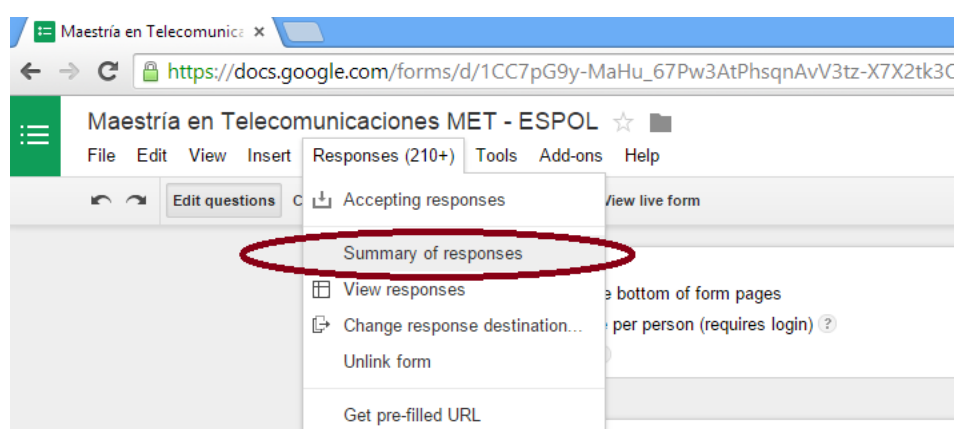 Maestría en Telecomunica
https://docs.google.com/forms/d/1CC7pG9y-MaHu_67Pw3AtPhsqnAvV3tz-X7X2tk3C
Maestría en Telecomunicaciones MET - ESPOL
File Edit View Insert Responses (210+) Tools Add-ons Help
Edit questions C View live form
Accepting responses
Summary of responses
View responses
e bottom of form pages
Change response destination...
per person (requires login) ?
Unlink form
Get pre-filled URL